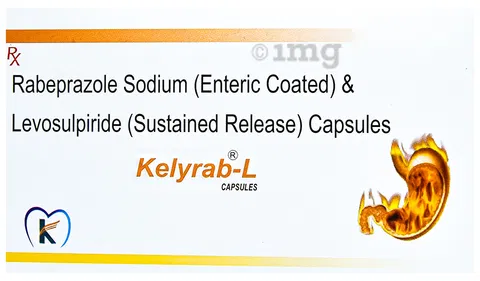 ©1mg
Rx
Rabeprazole Sodium (Enteric Coated) &
Levosulpiride (Sustained Release) Capsules
Kelyrab®-L
CAPSULES
K